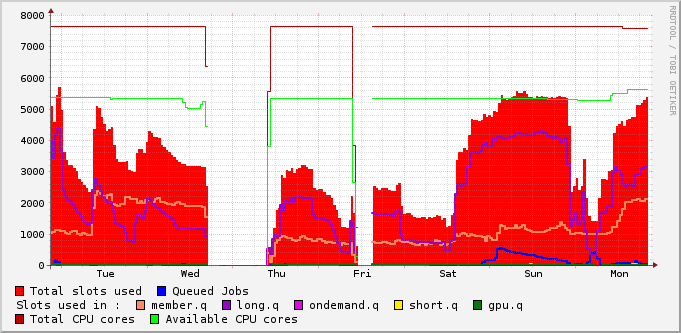 8000
7000
6000
5000
4000
3000
2000
1000
0
Tue Wed Thu Fri Sat Sun Mon
RRDTOOL / TOBI OETIKER
Total slots used Queued Jobs
Slots used in : member.q long.q ondemand.q short.q gpu.q
Total CPU cores Available CPU cores